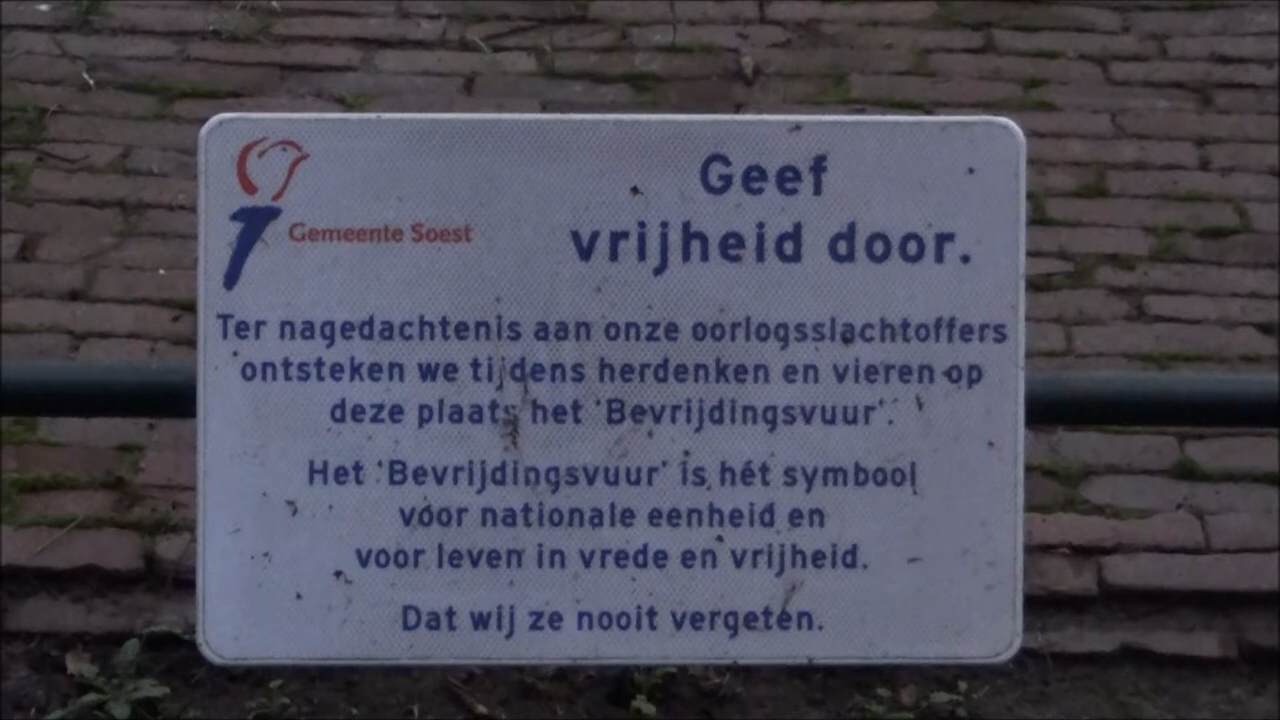 Geef
vrijheid door.
Gemeente Soest
Ter nagedachtenis aan onze oorlogsslachtoffers
ontsteken we tijdens herdenken en vieren op
deze plaats het 'Bevrijdingsvuur'.
Het 'Bevrijdingsvuur' is hét symbool
voor nationale eenheid en
voor leven in vrede en vrijheid.
Dat wij ze nooit vergeten.